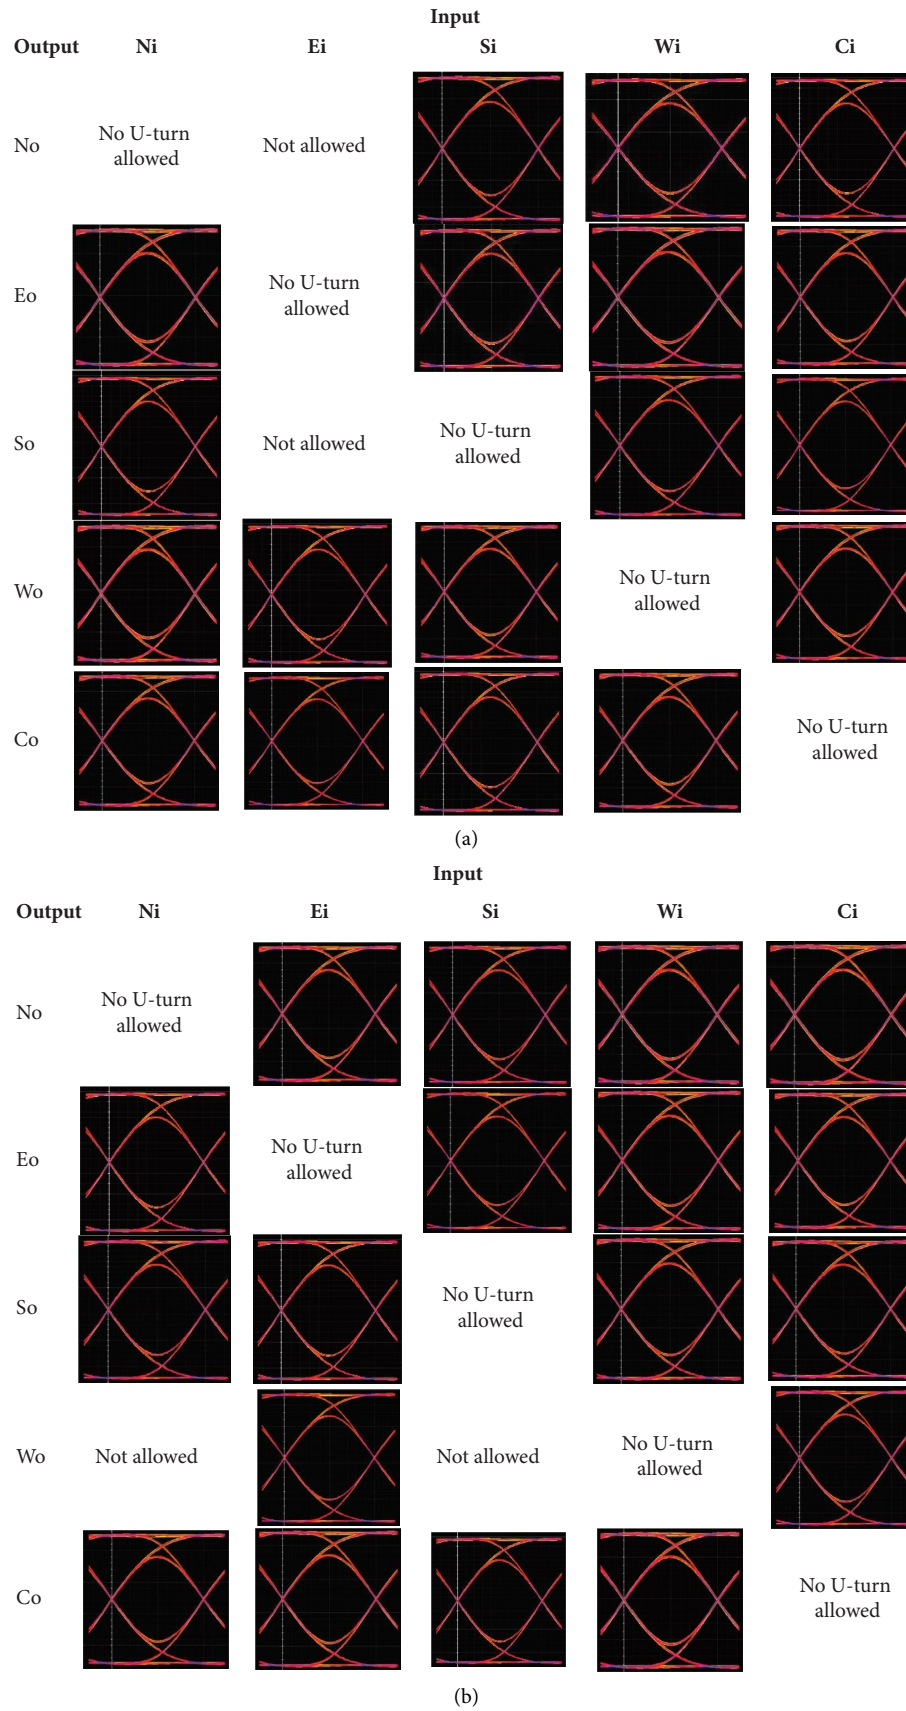 Input
Output Ni Ei Si Wi Ci
No
No U-turn
allowed
Not allowed
Eo
No U-turn
allowed
So
Not allowed
No U-turn
allowed
Wo
No U-turn
allowed
Co
No U-turn
allowed
(a)
Input
Output Ni Ei Si Wi Ci
No
No U-turn
allowed
Eo
No U-turn
allowed
So
No U-turn
allowed
Wo
Not allowed
Not allowed
No U-turn
allowed
Co
No U-turn
allowed
(b)